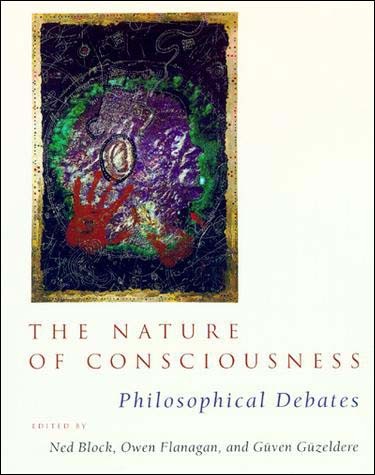 THE NATURE
OF CONSCIOUSNESS
Philosophical Debates
EDITED BY
Ned Block, Owen Flanagan, and Güven Güzeldere